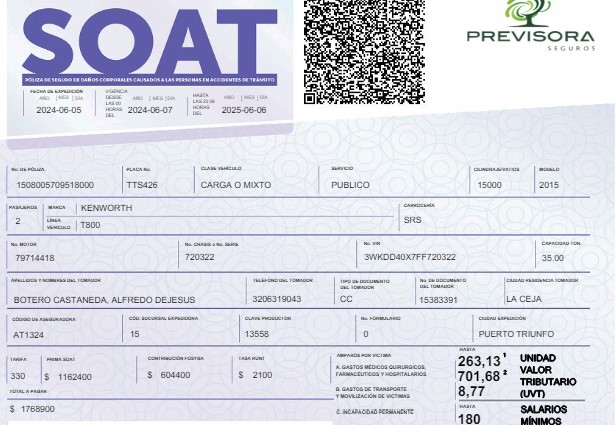 SOAT
PREVISORA
SEGUROS
PÓLIZA DE SEGURO DE DAÑOS CORPORALES CAUSADOS A LAS PERSONAS EN ACCIDENTES DE TRÁNSITO
FECHA DE EXPEDICIÓN
AÑO MES DÍA
2024-06-05
VIGENCIA DESDE LAS 00 HORAS DEL
AÑO MES DÍA
2024-06-07
HASTA LAS 23:59 HORAS DEL
AÑO MES DÍA
2025-06-06
No. DE PÓLIZA PLACA No. CLASE VEHÍCULO SERVICIO CILINDRAJE/VATIOS MODELO
1508005709518000 TTS426 CARGA O MIXTO PUBLICO 15000 2015
PASAJEROS MARCA KENWORTH CARROCERÍA
2 LÍNEA VEHÍCULO T800 SRS
No. MOTOR No. CHASIS o No. SERIE No. VIN CAPACIDAD TON.
79714418 720322 3WKDD40X7FF720322 35.00
APELLIDOS Y NOMBRES DEL TOMADOR TELÉFONO DEL TOMADOR TIPO DE DOCUMENTO DEL TOMADOR No. DE DOCUMENTO DEL TOMADOR CIUDAD RESIDENCIA TOMADOR
BOTERO CASTANEDA, ALFREDO DEJESUS 3206319043 CC 15383391 LA CEJA
CÓDIGO DE ASEGURADORA CÓD. SUCURSAL EXPEDIDORA CLAVE PRODUCTOR No. FORMULARIO CIUDAD EXPEDICIÓN
AT1324 15 13558 0 PUERTO TRIUNFO
TARIFA PRIMA SOAT CONTRIBUCIÓN FOSYGA TASA RUNT
330 $ 1162400 $ 604400 $ 2100
TOTAL A PAGAR
$ 1768900
AMPAROS POR VÍCTIMA
A. GASTOS MÉDICOS QUIRÚRGICOS, FARMACÉUTICOS Y HOSPITALARIOS
B. GASTOS DE TRANSPORTE Y MOVILIZACIÓN DE VÍCTIMAS
C. INCAPACIDAD PERMANENTE
HASTA
263,13 ¹
701,68 ²
8,77
UNIDAD
VALOR
TRIBUTARIO
(UVT)
HASTA
180
SALARIOS
MÍNIMOS